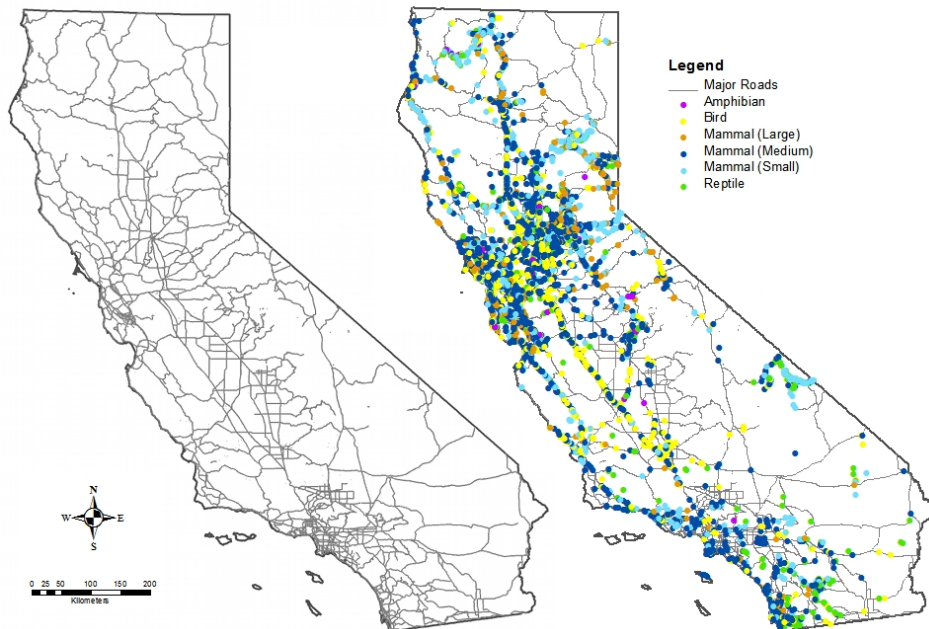 Legend
Major Roads
Amphibian
Bird
Mammal (Large)
Mammal (Medium)
Mammal (Small)
Reptile
N
W E
S
0 25 50 100 150 200
Kilometers